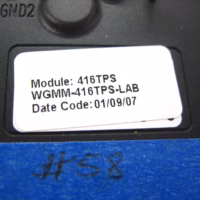 GND2
Module: 416TPS
WGMM-416TPS-LAB
Date Code:01/09/07
#58